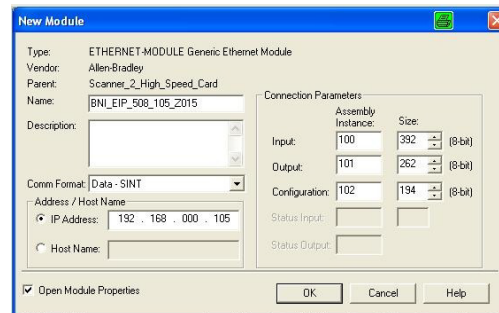 New Module
Type: ETHERNET-MODULE Generic Ethernet Module
Vendor: Allen-Bradley
Parent: Scanner_2_High_Speed_Card
Name: BNI_EIP_508_105_Z015
Description:
Comm Format: Data - SINT
Address / Host Name
IP Address: 192 . 168 . 000 . 105
Host Name:
Connection Parameters
Assembly Instance: Size:
Input: 100 392 (8-bit)
Output: 101 262 (8-bit)
Configuration: 102 194 (8-bit)
Status Input:
Status Output:
Open Module Properties
OK Cancel Help